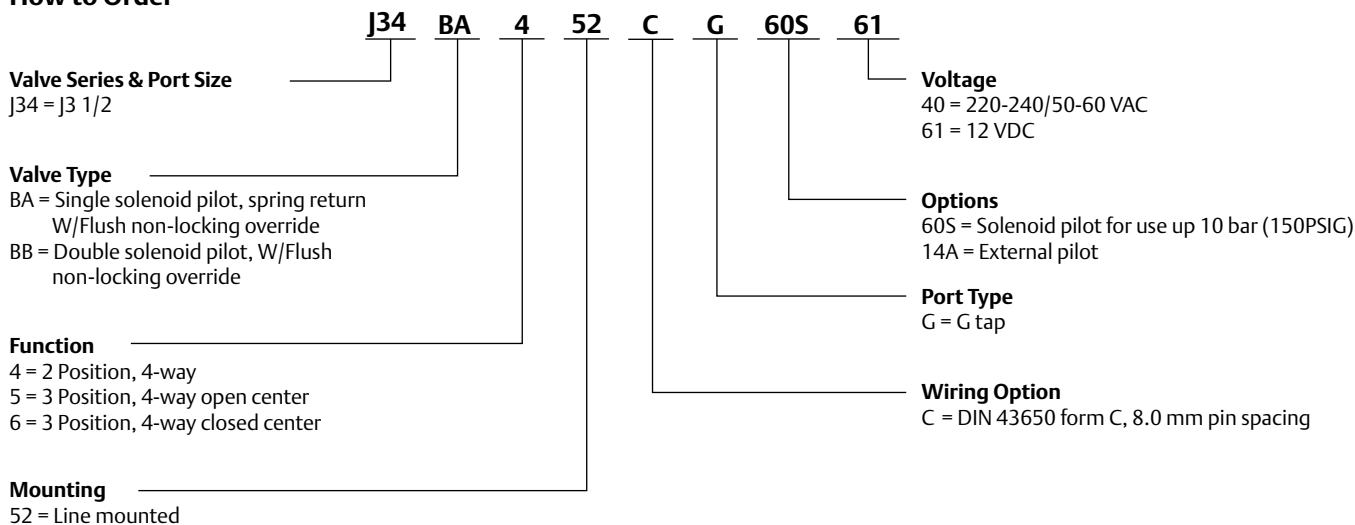 How to Order
J34 BA 4 52 C G 60S 61
Valve Series & Port Size
J34 = J3 1/2
Valve Type
BA = Single solenoid pilot, spring return
W/Flush non-locking override
BB = Double solenoid pilot, W/Flush
non-locking override
Function
4 = 2 Position, 4-way
5 = 3 Position, 4-way open center
6 = 3 Position, 4-way closed center
Mounting
52 = Line mounted
Voltage
40 = 220-240/50-60 VAC
61 = 12 VDC
Options
60S = Solenoid pilot for use up 10 bar (150PSIG)
14A = External pilot
Port Type
G = G tap
Wiring Option
C = DIN 43650 form C, 8.0 mm pin spacing